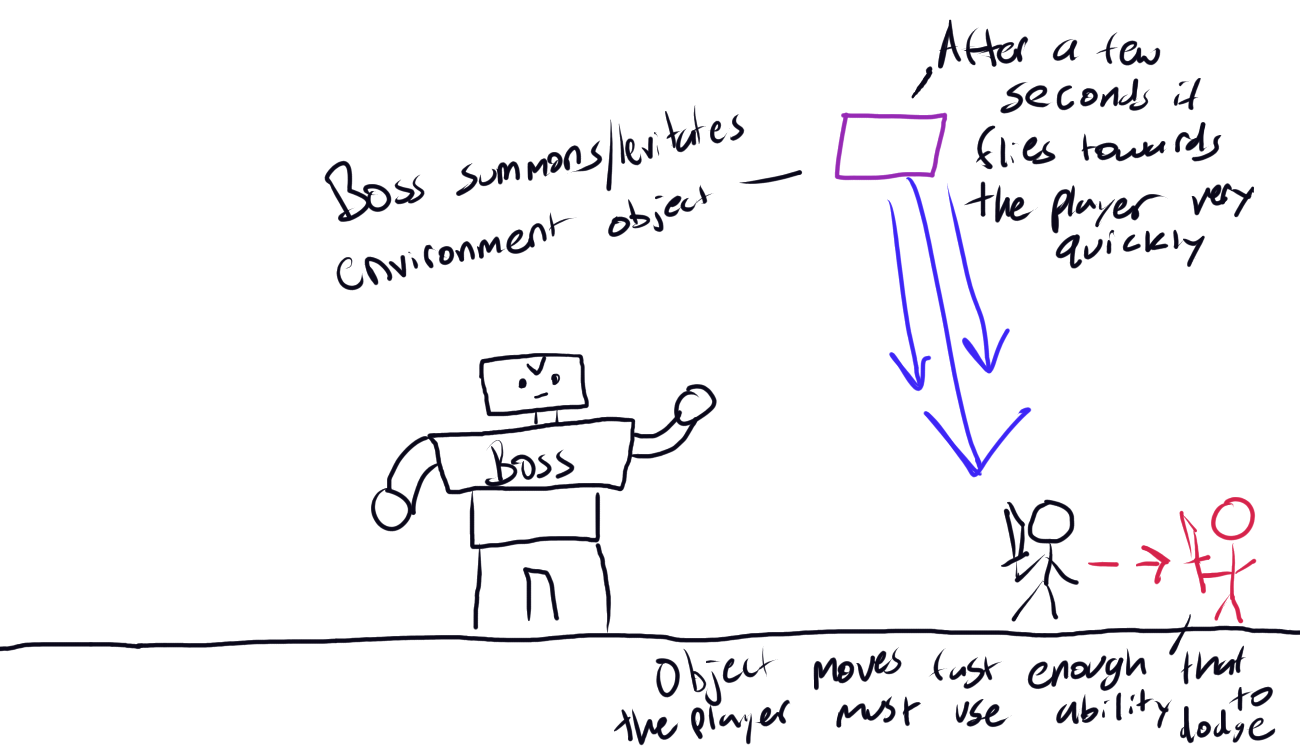 After a few
seconds it
flies towards
the player very
quickly
Boss summons/levitates
environment object
Boss
Object moves fast enough that
the player must use ability to
dodge